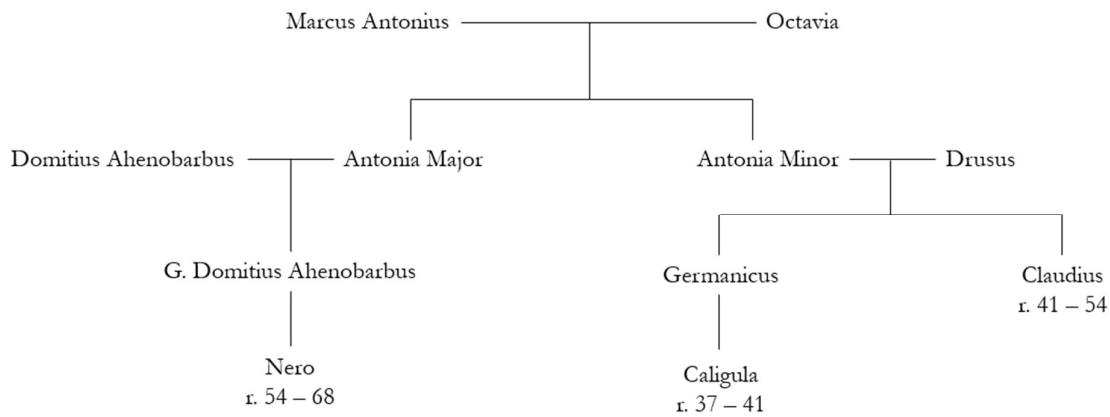 Marcus Antonius Octavia
Domitius Ahenobarbus Antonia Major Antonia Minor Drusus
G. Domitius Ahenobarbus Germanicus Claudius
r. 41 – 54
Nero Caligula
r. 54 – 68 r. 37 – 41